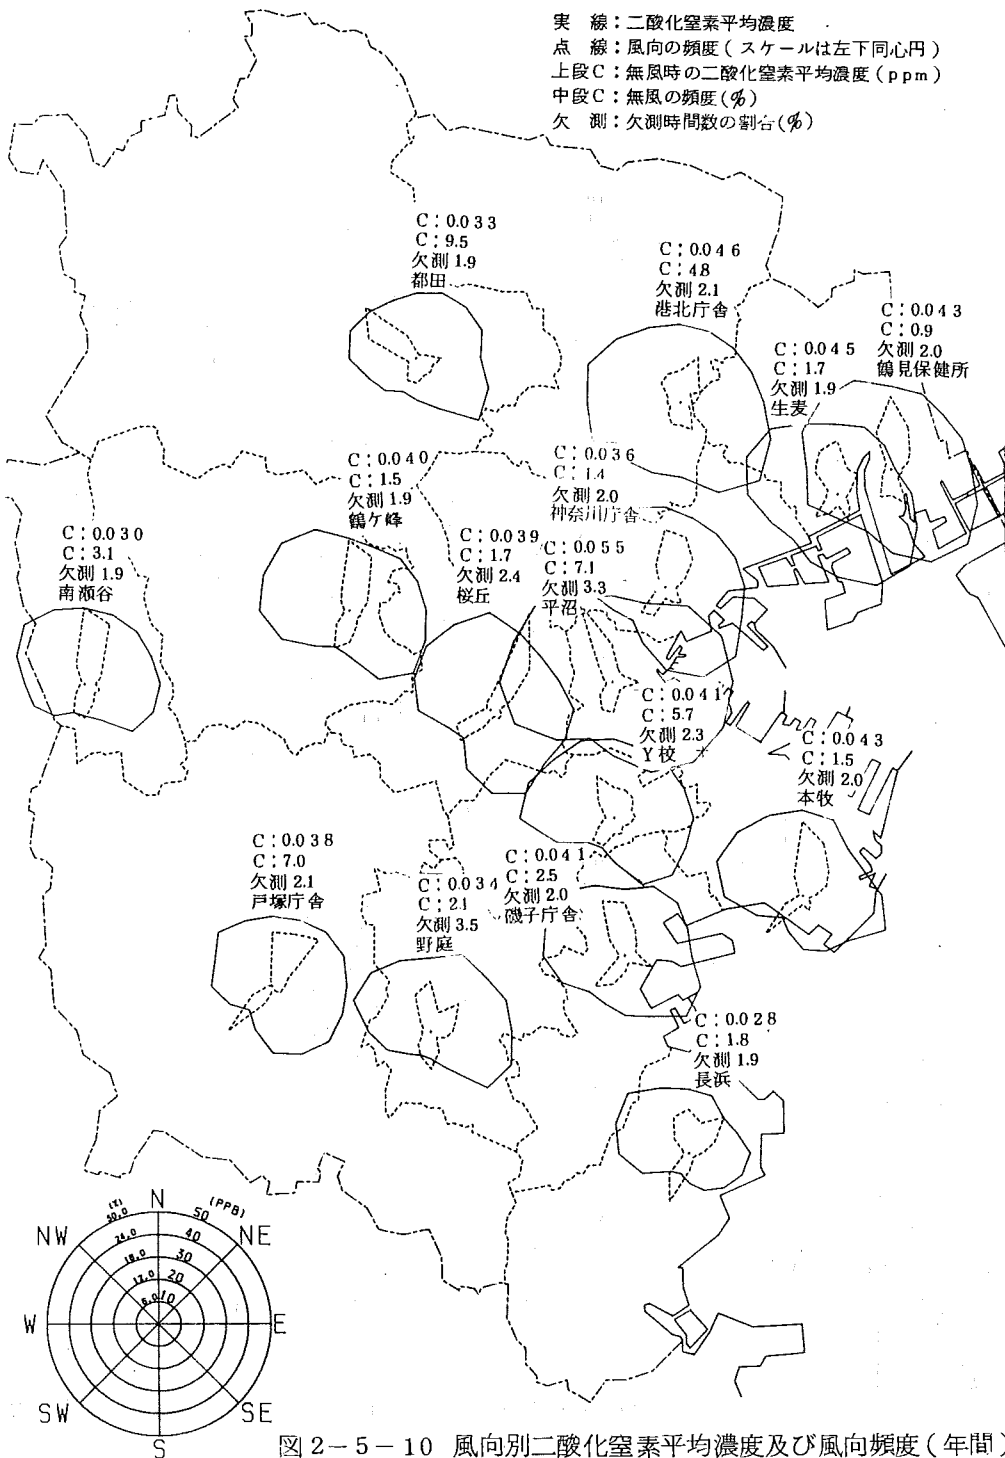 実　線：二酸化窒素平均濃度
点　線：風向の頻度（スケールは左下同心円）
上段C：無風時の二酸化窒素平均濃度（ppm）
中段C：無風の頻度(%)
欠　測：欠測時間数の割合(%)
C：0.033
C：9.5
欠測 1.9
都田
C：0.046
C：4.8
欠測 2.1
港北庁舎
C：0.043
C：0.9
欠測 2.0
鶴見保健所
C：0.045
C：1.7
欠測 1.9
生麦
C：0.040
C：1.5
欠測 1.9
鶴ケ峰
C：0.036
C：1.4
欠測 2.0
神奈川庁舎
C：0.030
C：3.1
欠測 1.9
南瀬谷
C：0.039
C：1.7
欠測 2.4
桜丘
C：0.055
C：7.1
欠測 3.3
平沼
C：0.041
C：5.7
欠測 2.3
Y校
C：0.043
C：1.5
欠測 2.0
本牧
C：0.038
C：7.0
欠測 2.1
戸塚庁舎
C：0.034
C：2.1
欠測 3.5
野庭
C：0.041
C：2.5
欠測 2.0
磯子庁舎
C：0.028
C：1.8
欠測 1.9
長浜
N
(%)
30.0
50
(PPB)
NW
24.0
40
NE
18.0
30
12.0
20
6.0
10
W
E
SW
SE
S
図2－5－10　風向別二酸化窒素平均濃度及び風向頻度（年間）